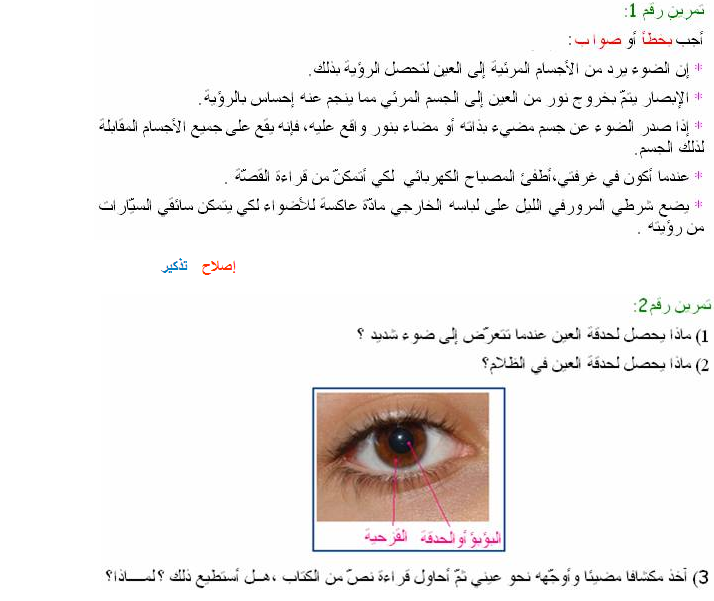 تمرين رقم 1:
أجب بخطأ أو صواب :
* إن الضوء يرد من الأجسام المرئية إلى العين لتحصل الرؤية بذلك.
* الإبصار يتمّ بخروج نور من العين إلى الجسم المرئي مما ينجم عنه إحساس بالرؤية.
* إذا صدر الضوء عن جسم مضيء بذاته أو مضاء بنور واقع عليه، فإنه يقع على جميع الأجسام المقابلة
لذلك الجسم.
* عندما أكون في غرفتي،أطفئ المصباح الكهربائي لكي أتمكنّ من قراءة القصّة .
* يضع شرطي المرورفي الليل على لباسه الخارجي مادّة عاكسة للأضواء لكي يتمكن سائقي السيّارات
من رؤيته .
إصلاح تذكير
تمرين رقم2:
1) ماذا يحصل لحدقة العين عندما تتعرّض إلى ضوء شديد ؟
2) ماذا يحصل لحدقة العين في الظلام؟
البؤبؤ أو الحدقة القزحية
3) آخذ مكشافا مضيئا وأوجّهه نحو عيني ثمّ أحاول قراءة نصّ من الكتاب ،هـل أستطيع ذلك ؟لمـــاذا؟